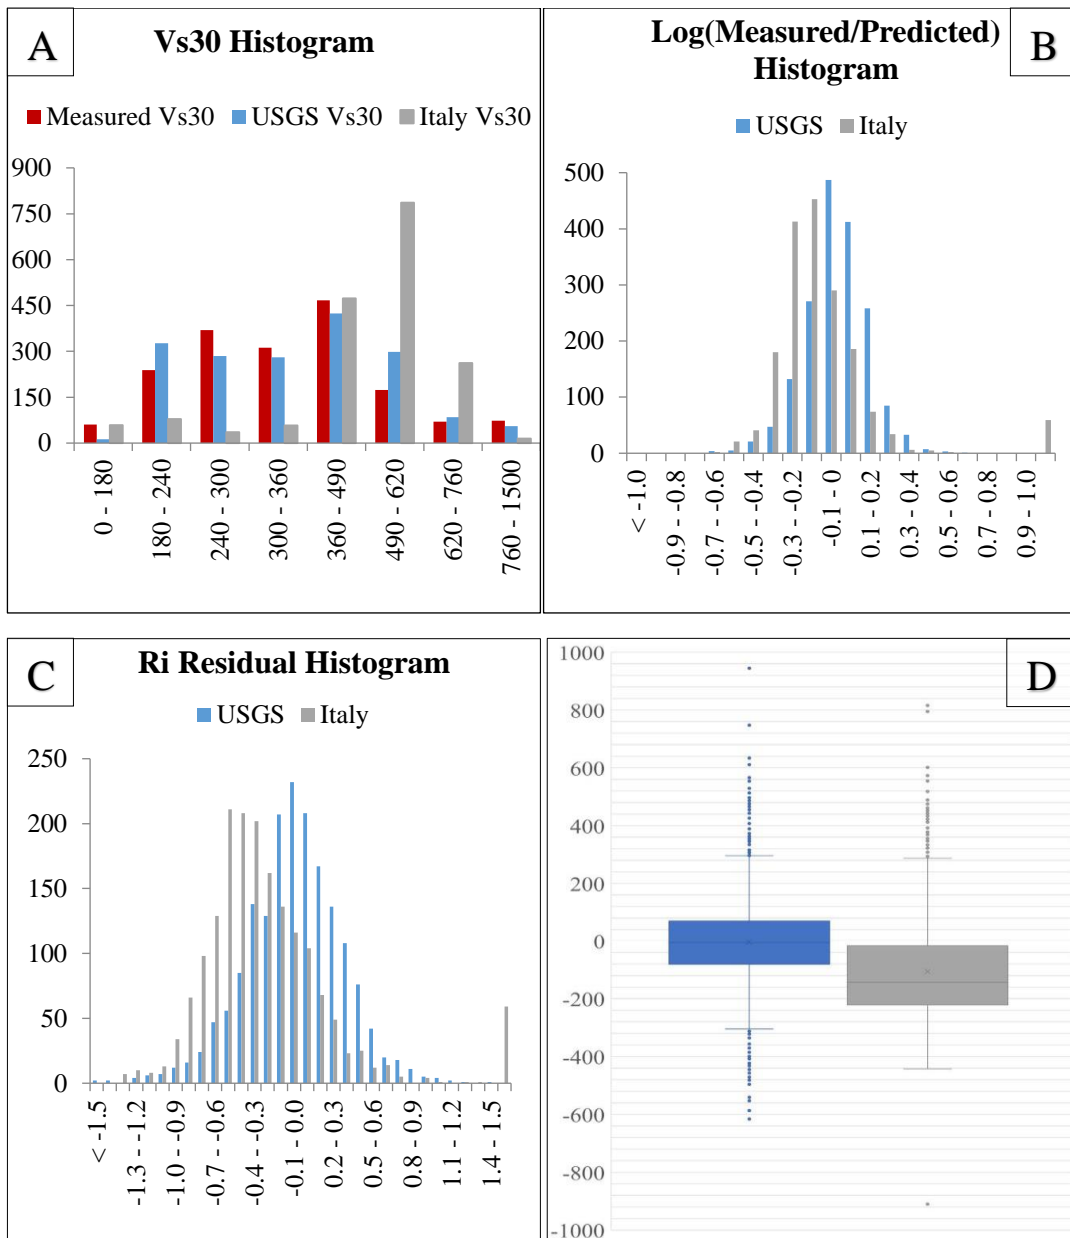 A
Vs30 Histogram
Measured Vs30 USGS Vs30 Italy Vs30
900
750
600
450
300
150
0
0 - 180
180 - 240
240 - 300
300 - 360
360 - 490
490 - 620
620 - 760
760 - 1500
B
Log(Measured/Predicted)
Histogram
USGS Italy
500
400
300
200
100
0
< -1.0
-0.9 - -0.8
-0.7 - -0.6
-0.5 - -0.4
-0.3 - -0.2
-0.1 - 0
0.1 - 0.2
0.3 - 0.4
0.5 - 0.6
0.7 - 0.8
0.9 - 1.0
C
Ri Residual Histogram
USGS Italy
250
200
150
100
50
0
< -1.5
-1.3 - -1.2
-1.0 - -0.9
-0.7 - -0.6
-0.4 - -0.3
-0.1 - 0.0
0.2 - 0.3
0.5 - 0.6
0.8 - 0.9
1.1 - 1.2
1.4 - 1.5
D
1000
800
600
400
200
0
-200
-400
-600
-800
-1000